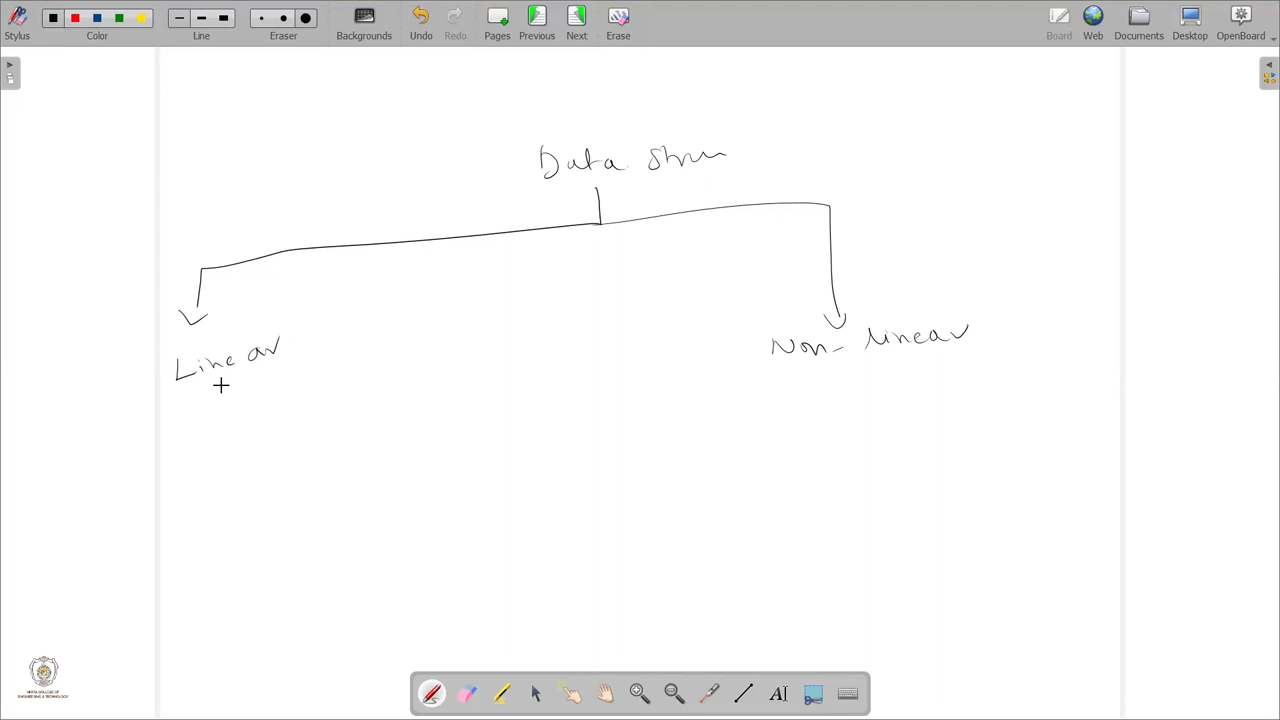 Stylus Color Line Eraser Backgrounds Undo Redo Pages Previous Next Erase Board Web Documents Desktop OpenBoard
Data Stru
Linear
Non-linear
AI